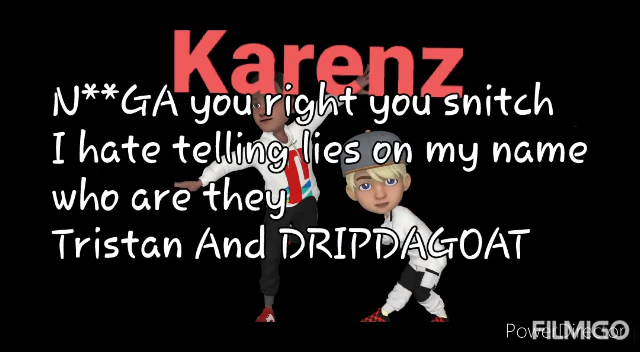 Karenz
N**GA you right you snitch
I hate telling lies on my name
who are they
Tristan And DRIPDAGOAT
PowerDirector
FILMIGO